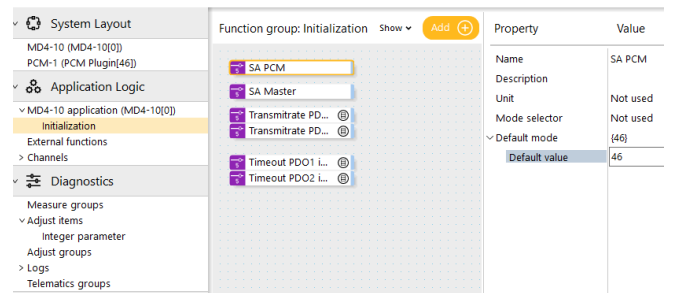 System Layout
MD4-10 (MD4-10[0])
PCM-1 (PCM Plugin[46])
Application Logic
MD4-10 application (MD4-10[0])
Initialization
External functions
Channels
Diagnostics
Measure groups
Adjust items
Integer parameter
Adjust groups
Logs
Telematics groups
Function group: Initialization Show Add
S SA PCM
S SA Master
S Transmitrate PD...
S Transmitrate PD...
S Timeout PDO1 i...
S Timeout PDO2 i...
Property Value
Name SA PCM
Description
Unit Not used
Mode selector Not used
Default mode {46}
Default value 46